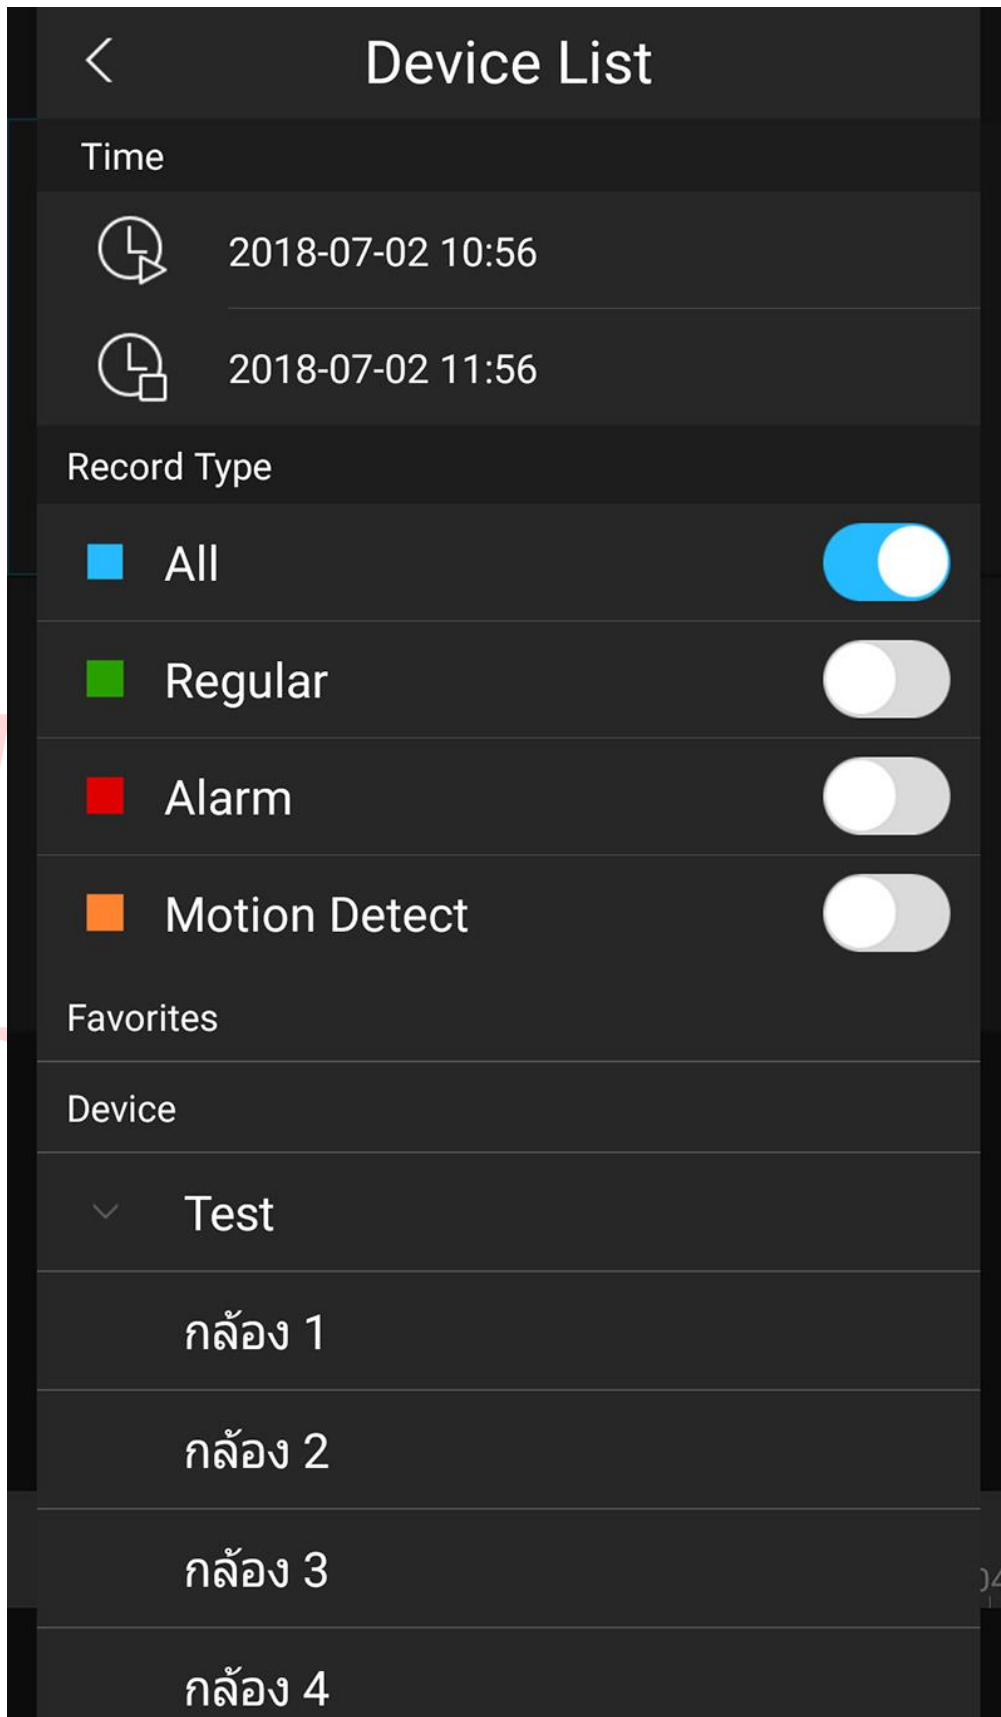 Device List
Time
2018-07-02 10:56
2018-07-02 11:56
Record Type
All
Regular
Alarm
Motion Detect
Favorites
Device
Test
กล้อง 1
กล้อง 2
กล้อง 3
กล้อง 4